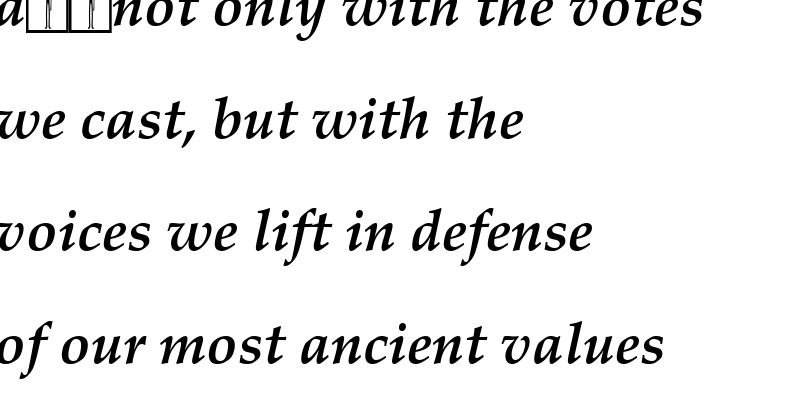 not only with the votes
we cast, but with the
voices we lift in defense
of our most ancient values